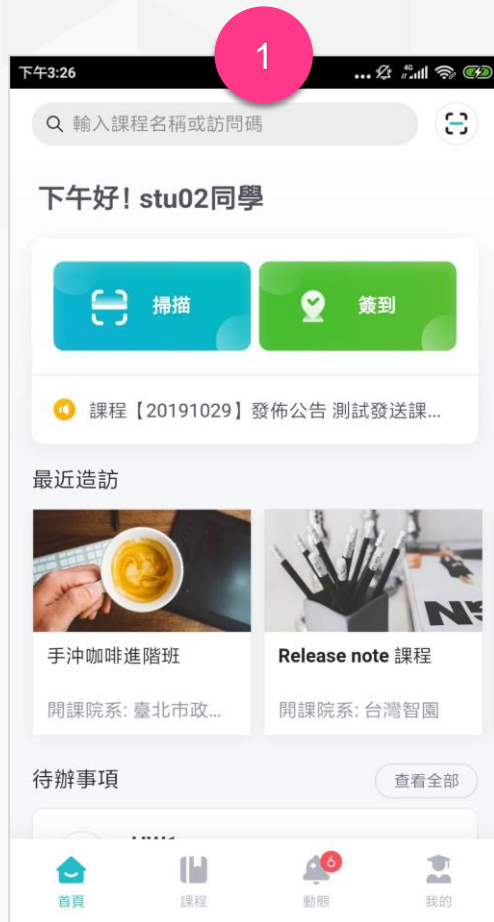 1
下午3:26
... 4G
輸入課程名稱或訪問碼
下午好! stu02同學
掃描
簽到
課程【20191029】發佈公告 測試發送課...
最近造訪
手沖咖啡進階班
開課院系: 臺北市政...
Release note 課程
開課院系: 台灣智園
待辦事項
查看全部
6
首頁
課程
動態
我的